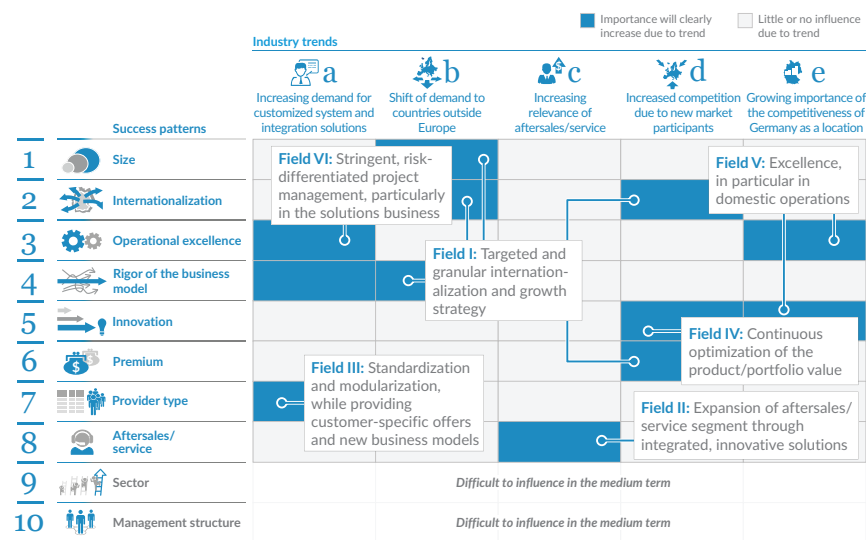 Importance will clearly
increase due to trend
Little or no influence
due to trend
Industry trends
a
b
c
d
e
Increasing demand for
customized system and
integration solutions
Shift of demand to
countries outside
Europe
Increasing
relevance of
aftersales/service
Increased competition
due to new market
participants
Growing importance of
the competitiveness of
Germany as a location
Success patterns
1
Size
2
Internationalization
3
Operational excellence
4
Rigor of the business
model
5
Innovation
6
$
$
Premium
7
Provider type
8
Aftersales/
service
9
Sector
10
Management structure
Field VI: Stringent, risk-
differentiated project
management, particularly
in the solutions business
Field V: Excellence,
in particular in
domestic operations
Field I: Targeted and
granular internation-
alization and growth
strategy
Field IV: Continuous
optimization of the
product/portfolio value
Field III: Standardization
and modularization,
while providing
customer-specific offers
and new business models
Field II: Expansion of aftersales/
service segment through
integrated, innovative solutions
Difficult to influence in the medium term
Difficult to influence in the medium term